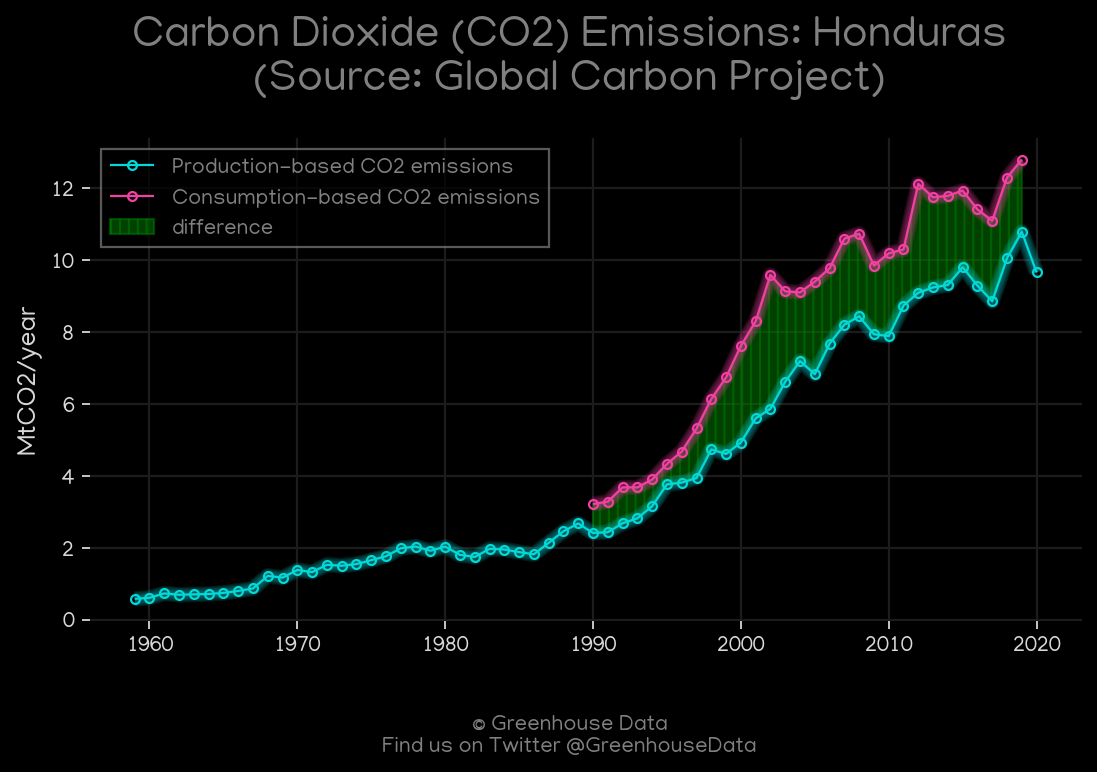 Carbon Dioxide (CO2) Emissions: Honduras
(Source: Global Carbon Project)
Production-based CO2 emissions
Consumption-based CO2 emissions
difference
MtCO2/year
12
10
8
6
4
2
0
1960 1970 1980 1990 2000 2010 2020
© Greenhouse Data
Find us on Twitter @GreenhouseData